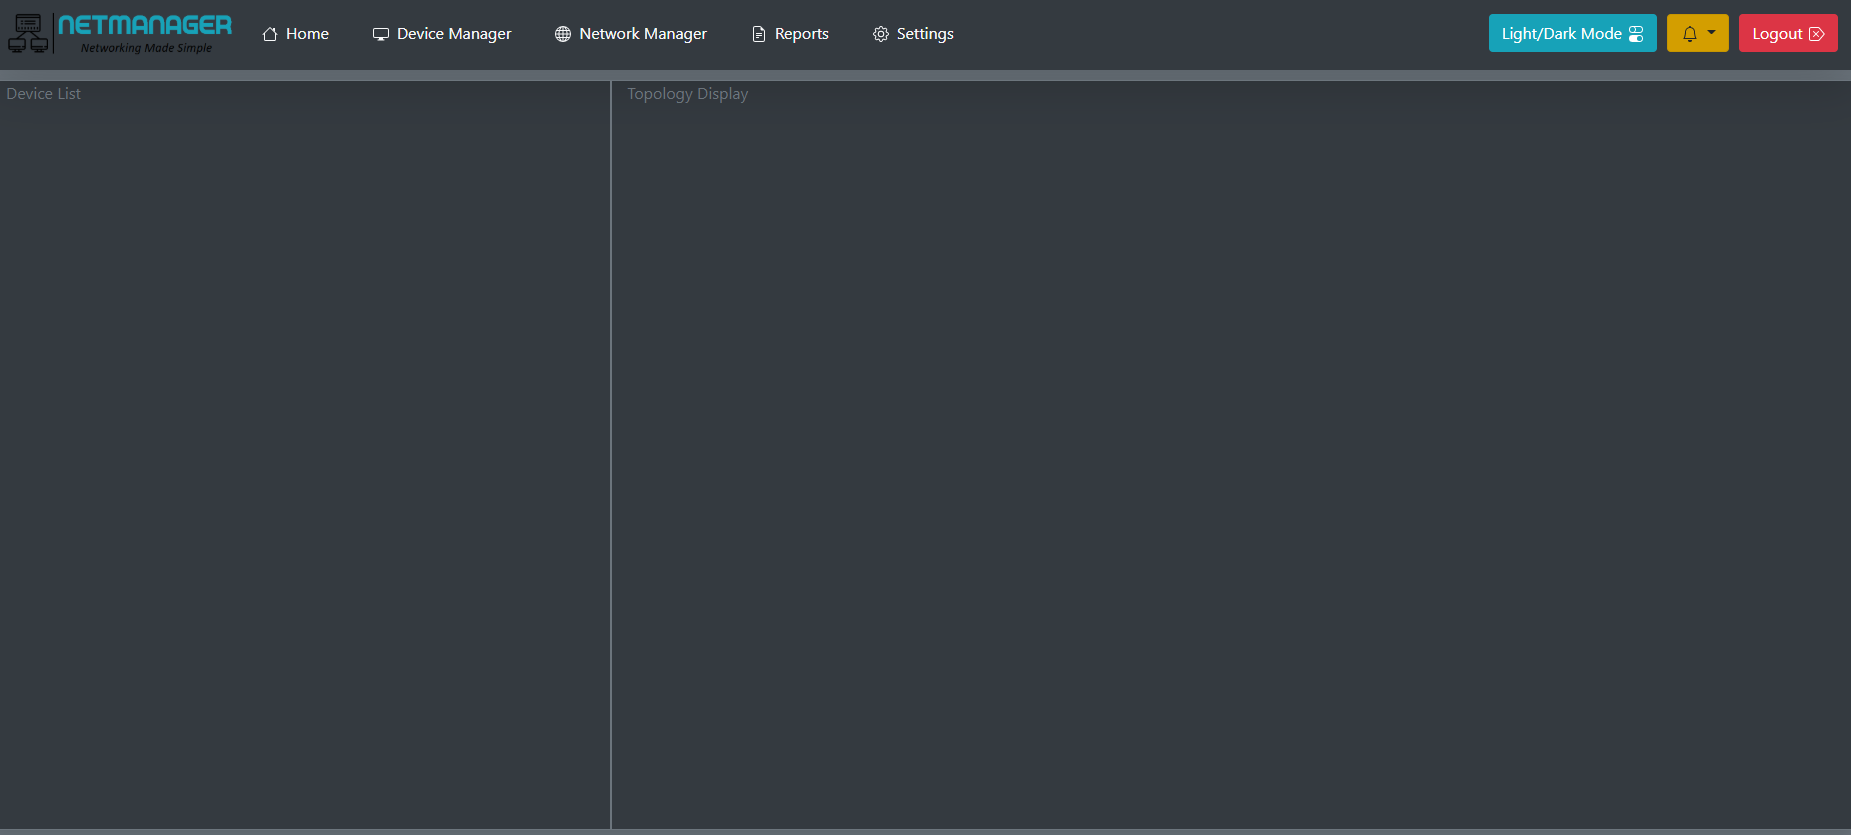 NETMANAGER
Networking Made Simple
Home
Device Manager
Network Manager
Reports
Settings
Light/Dark Mode
Logout
Device List
Topology Display